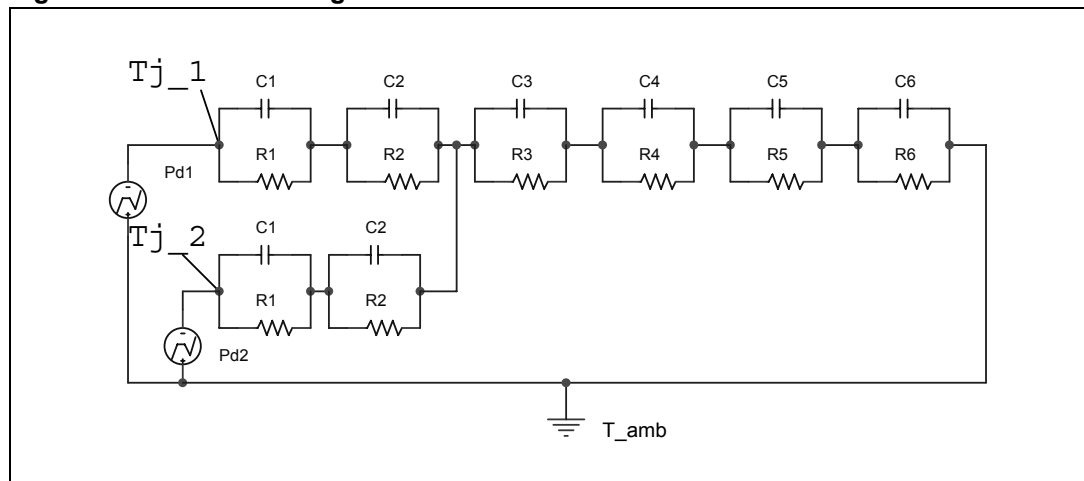 Tj_1
C1 C2 C3 C4 C5 C6
R1 R2 R3 R4 R5 R6
Pd1
Tj_2
C1 C2
R1 R2
Pd2
T_amb